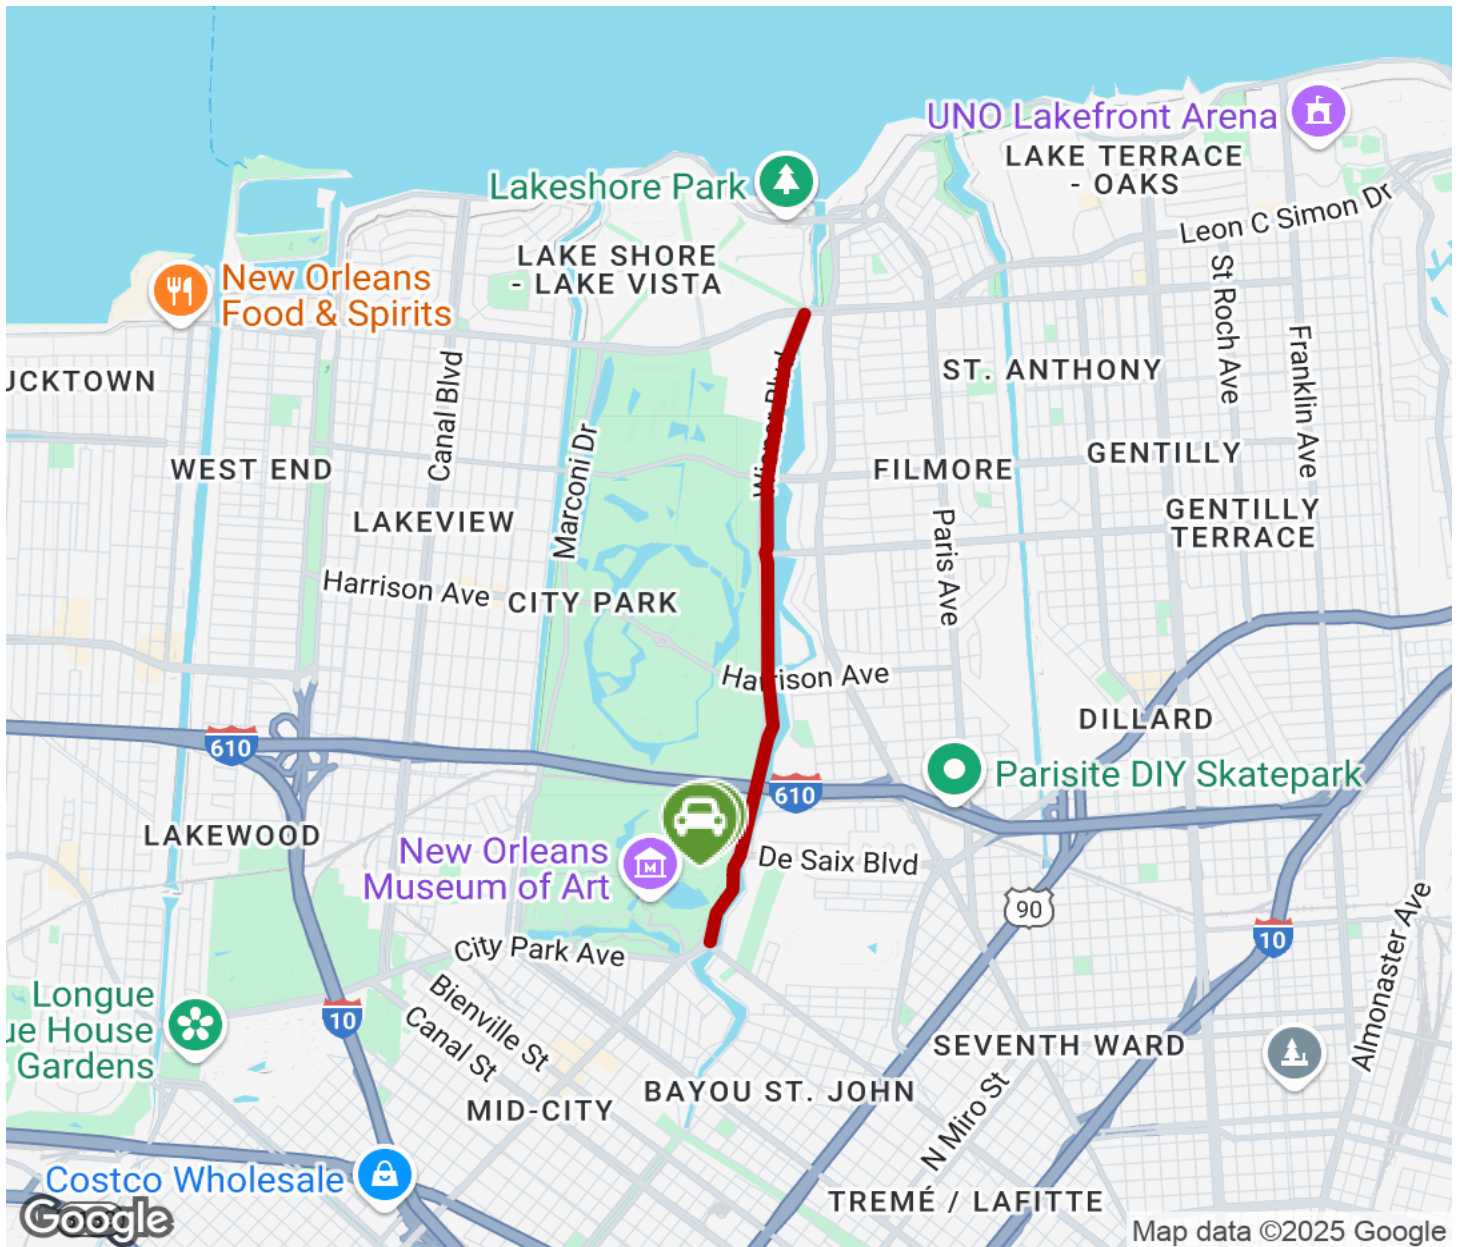 UNO Lakefront Arena
LAKE TERRACE
- OAKS
Lakeshore Park
Leon C Simon Dr
LAKE SHORE
- LAKE VISTA
New Orleans
Food & Spirits
St Roch Ave
Franklin Ave
UCKTOWN
Canal Blvd
ST. ANTHONY
WEST END
Marconi Dr
FILMORE
GENTILLY
LAKEVIEW
Paris Ave
GENTILLY
TERRACE
Harrison Ave
CITY PARK
Harrison Ave
DILLARD
610
610
Parisite DIY Skatepark
LAKEWOOD
New Orleans
Museum of Art
De Saix Blvd
90
10
City Park Ave
Almonaster Ave
Longue
ue House
Gardens
Bienville St
10
Canal St
SEVENTH WARD
BAYOU ST. JOHN
MID-CITY
N Miro St
Costco Wholesale
TREMÉ / LAFITTE
Google
Map data ©2025 Google